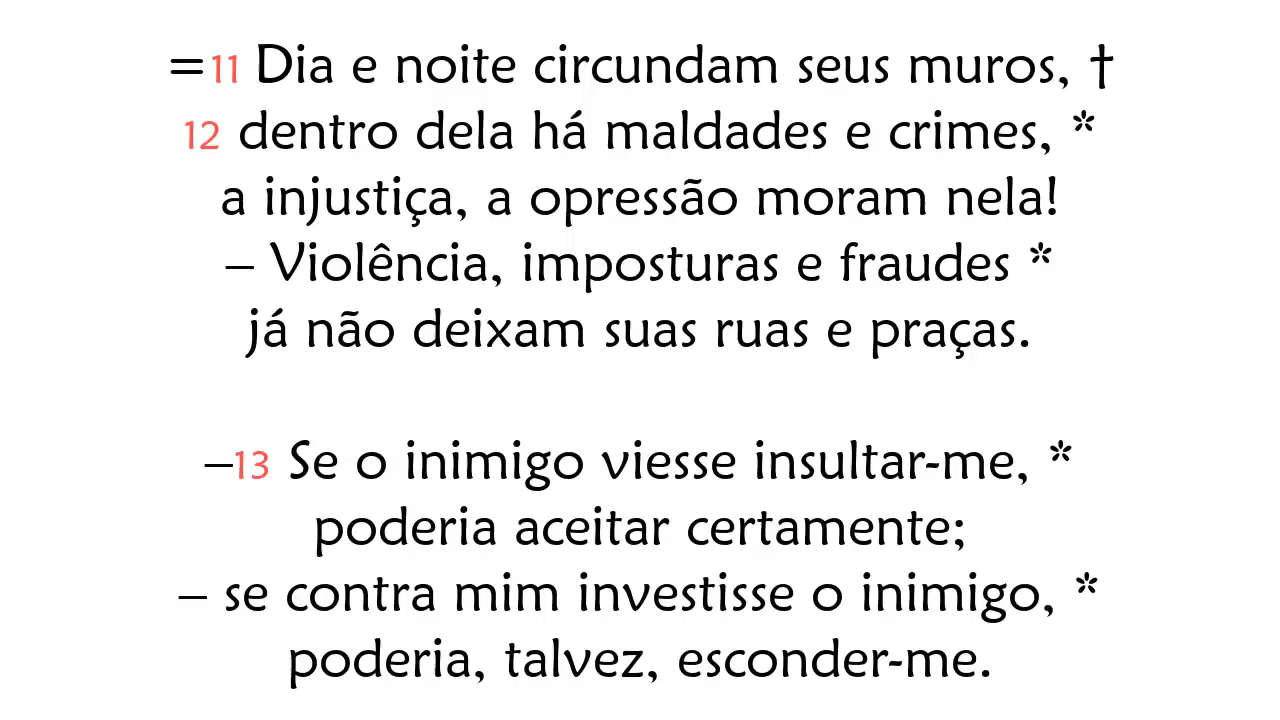 =11 Dia e noite circundam seus muros, †
12 dentro dela há maldades e crimes, *
a injustiça, a opressão moram nela!
– Violência, imposturas e fraudes *
já não deixam suas ruas e praças.
–13 Se o inimigo viesse insultar-me, *
poderia aceitar certamente;
– se contra mim investisse o inimigo, *
poderia, talvez, esconder-me.